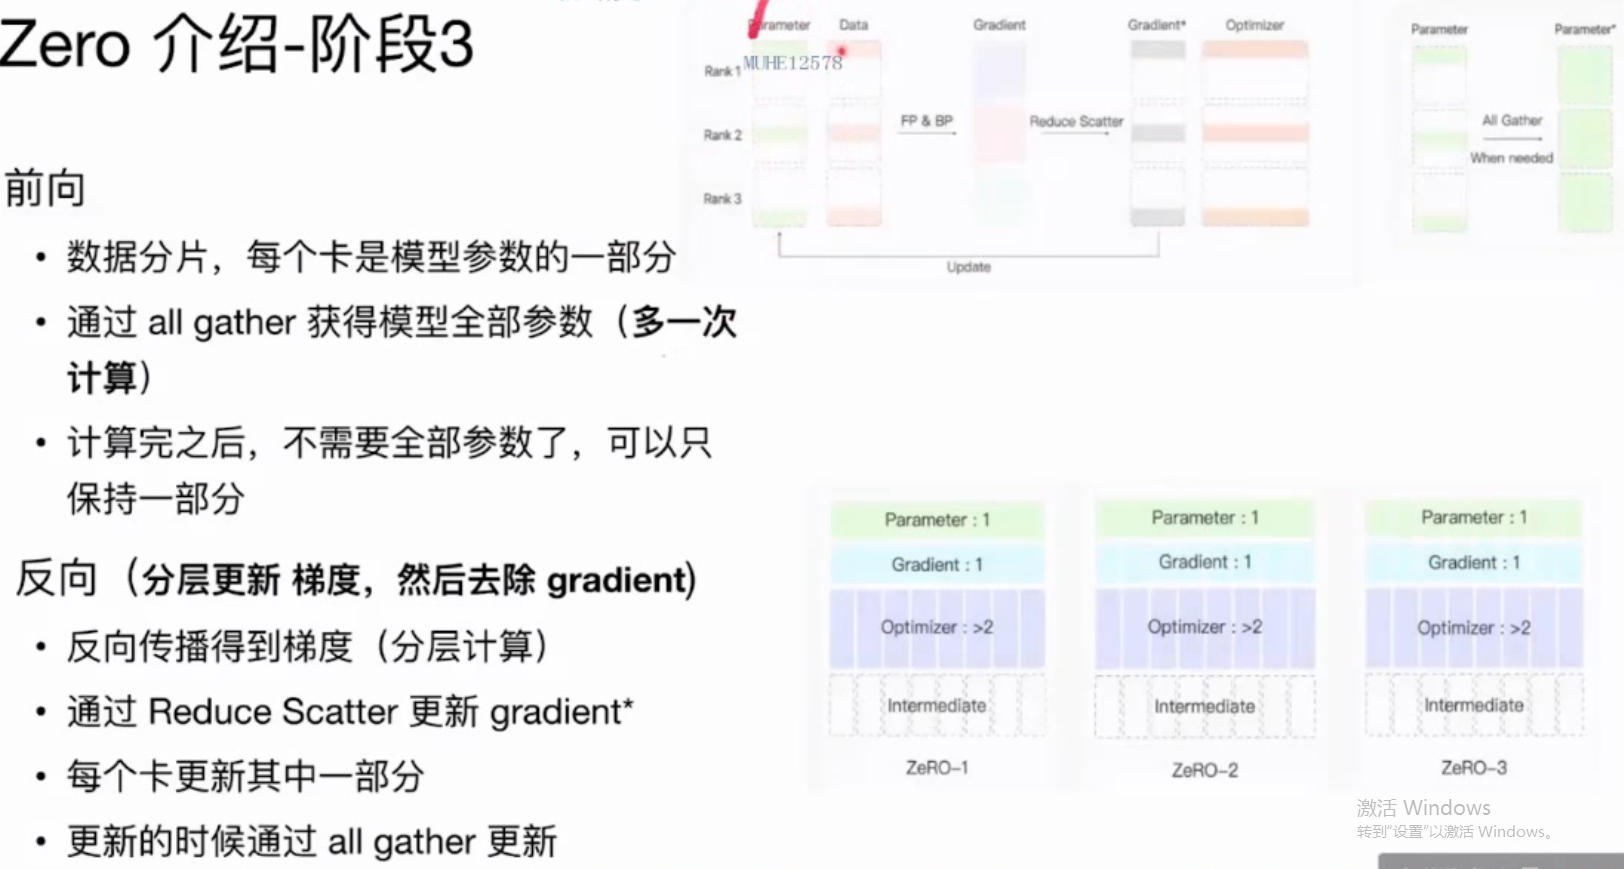 Zero 介绍-阶段3
前向
• 数据分片，每个卡是模型参数的一部分
• 通过 all gather 获得模型全部参数（多一次
计算）
• 计算完之后，不需要全部参数了，可以只
保持一部分
反向（分层更新 梯度，然后去除 gradient)
• 反向传播得到梯度（分层计算）
• 通过 Reduce Scatter 更新 gradient*
• 每个卡更新其中一部分
• 更新的时候通过 all gather 更新
Parameter Data Gradient Gradient* Optimizer
MUHE12578
Rank 1
Rank 2
Rank 3
FP & BP
Reduce Scatter
Update
Parameter Parameter*
All Gather
When needed
Parameter : 1
Gradient : 1
Optimizer : >2
Intermediate
ZeRO-1
Parameter : 1
Gradient : 1
Optimizer : >2
Intermediate
ZeRO-2
Parameter : 1
Gradient : 1
Optimizer : >2
Intermediate
ZeRO-3
激活 Windows
转到"设置"以激活 Windows。